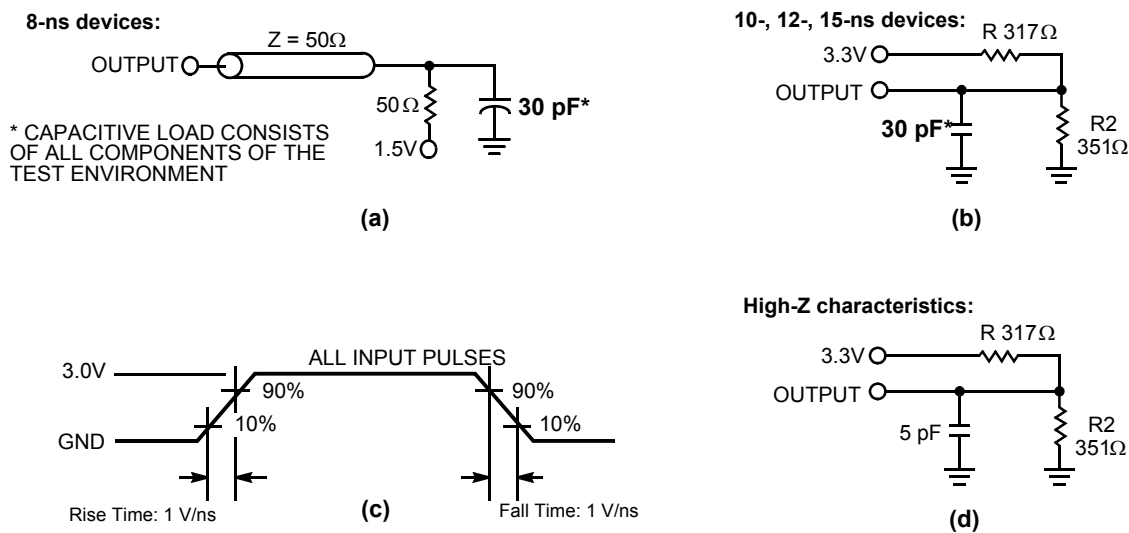 8-ns devices:
Z = 50Ω
OUTPUT
50Ω
30 pF*
1.5V
* CAPACITIVE LOAD CONSISTS
OF ALL COMPONENTS OF THE
TEST ENVIRONMENT
(a)
10-, 12-, 15-ns devices:
R 317Ω
3.3V
OUTPUT
30 pF*
R2
351Ω
(b)
ALL INPUT PULSES
3.0V
90%
90%
10%
10%
GND
Rise Time: 1 V/ns
(c)
Fall Time: 1 V/ns
High-Z characteristics:
R 317Ω
3.3V
OUTPUT
5 pF
R2
351Ω
(d)